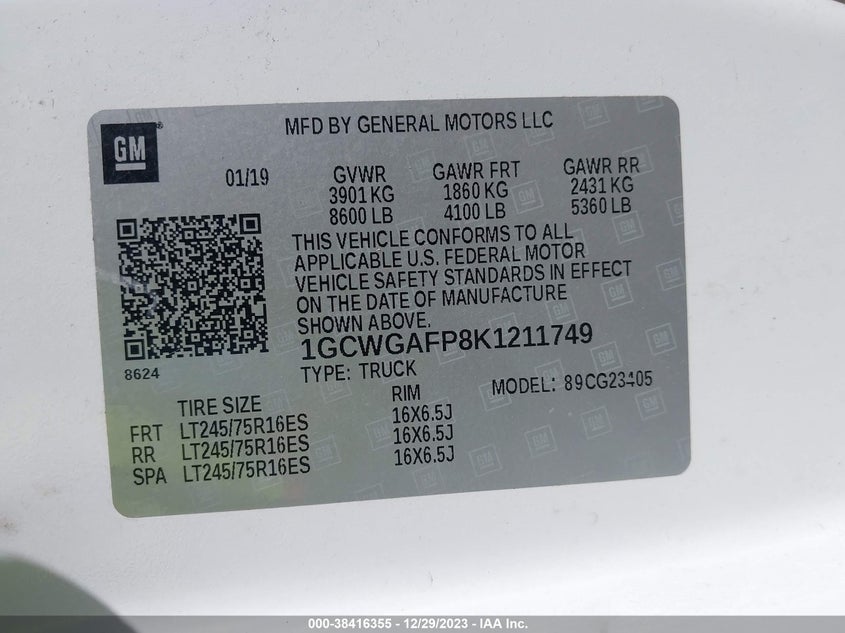 GM
MFD BY GENERAL MOTORS LLC
01/19
GVWR GAWR FRT GAWR RR
3901 KG 1860 KG 2431 KG
8600 LB 4100 LB 5360 LB
THIS VEHICLE CONFORMS TO ALL
APPLICABLE U.S. FEDERAL MOTOR
VEHICLE SAFETY STANDARDS IN EFFECT
ON THE DATE OF MANUFACTURE
SHOWN ABOVE.
1GCWGAFP8K1211749
8624
TYPE: TRUCK MODEL: 89CG23405
TIRE SIZE RIM
FRT LT245/75R16ES 16X6.5J
RR LT245/75R16ES 16X6.5J
SPA LT245/75R16ES 16X6.5J
000-38416355 - 12/29/2023 - IAA Inc.